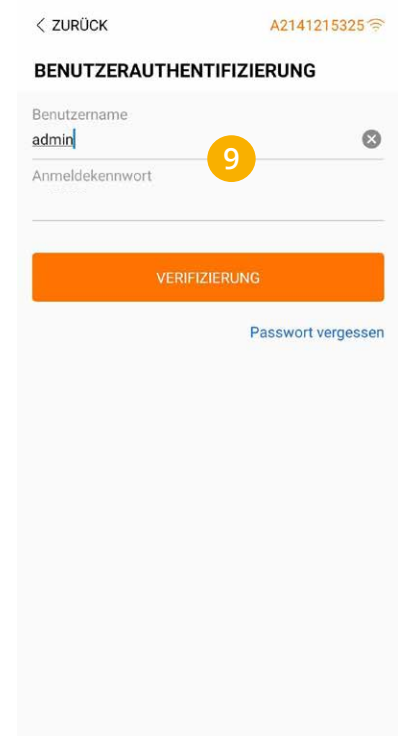 < ZURÜCK A2141215325
BENUTZERAUTHENTIFIZIERUNG
Benutzername
admin
9
Anmeldekennwort
VERIFIZIERUNG
Passwort vergessen